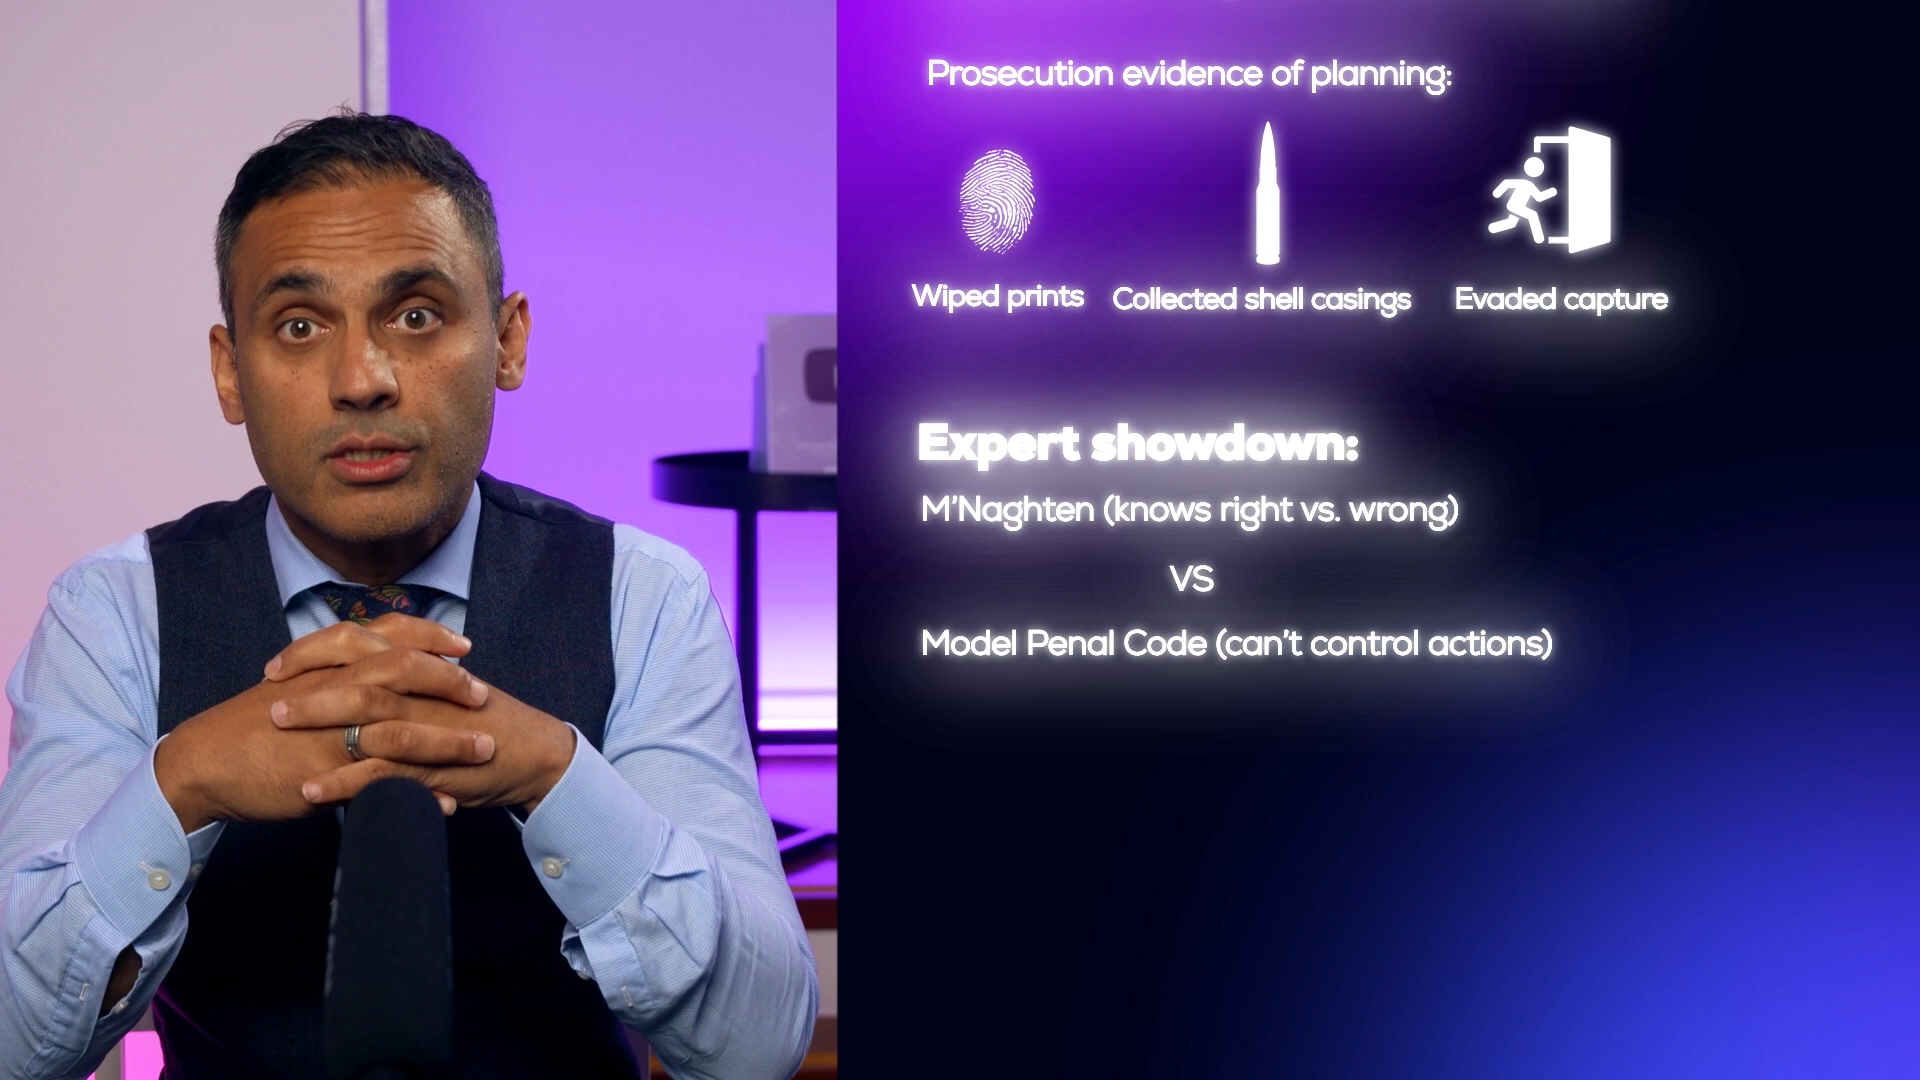 Prosecution evidence of planning:
Wiped prints
Collected shell casings
Evaded capture
Expert showdown:
M'Naghten (knows right vs. wrong)
VS
Model Penal Code (can't control actions)